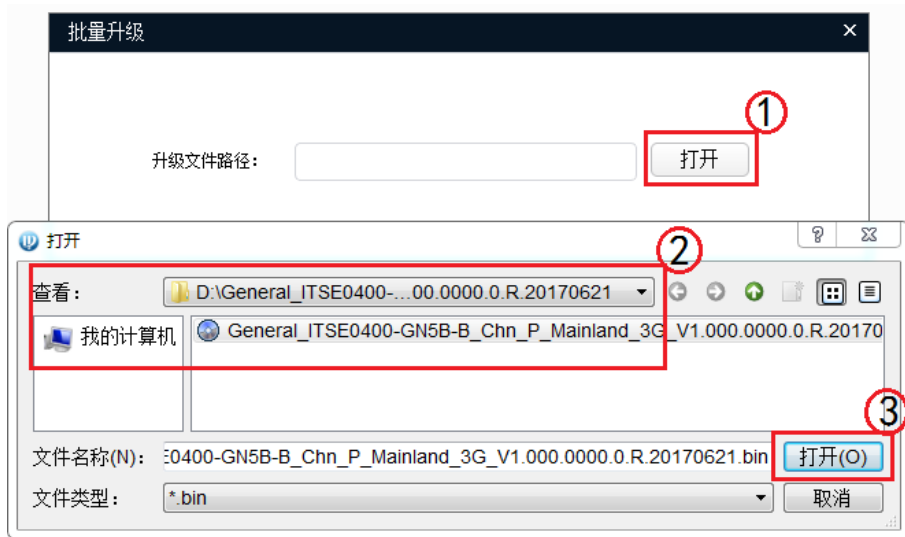 批量升级
①
升级文件路径：
打开
打开
②
查看：
D:\General_ITSE0400-...00.0000.0.R.20170621
我的计算机
General_ITSE0400-GN5B-B_Chn_P_Mainland_3G_V1.000.0000.0.R.20170
③
文件名称(N)：
E0400-GN5B-B_Chn_P_Mainland_3G_V1.000.0000.0.R.20170621.bin
打开(O)
文件类型：
*.bin
取消